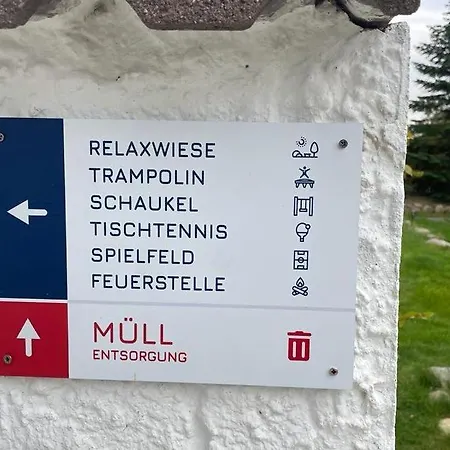 RELAXWIESE
TRAMPOLIN
SCHAUKEL
TISCHTENNIS
SPIELFELD
FEUERSTELLE
MÜLL
ENTSORGUNG